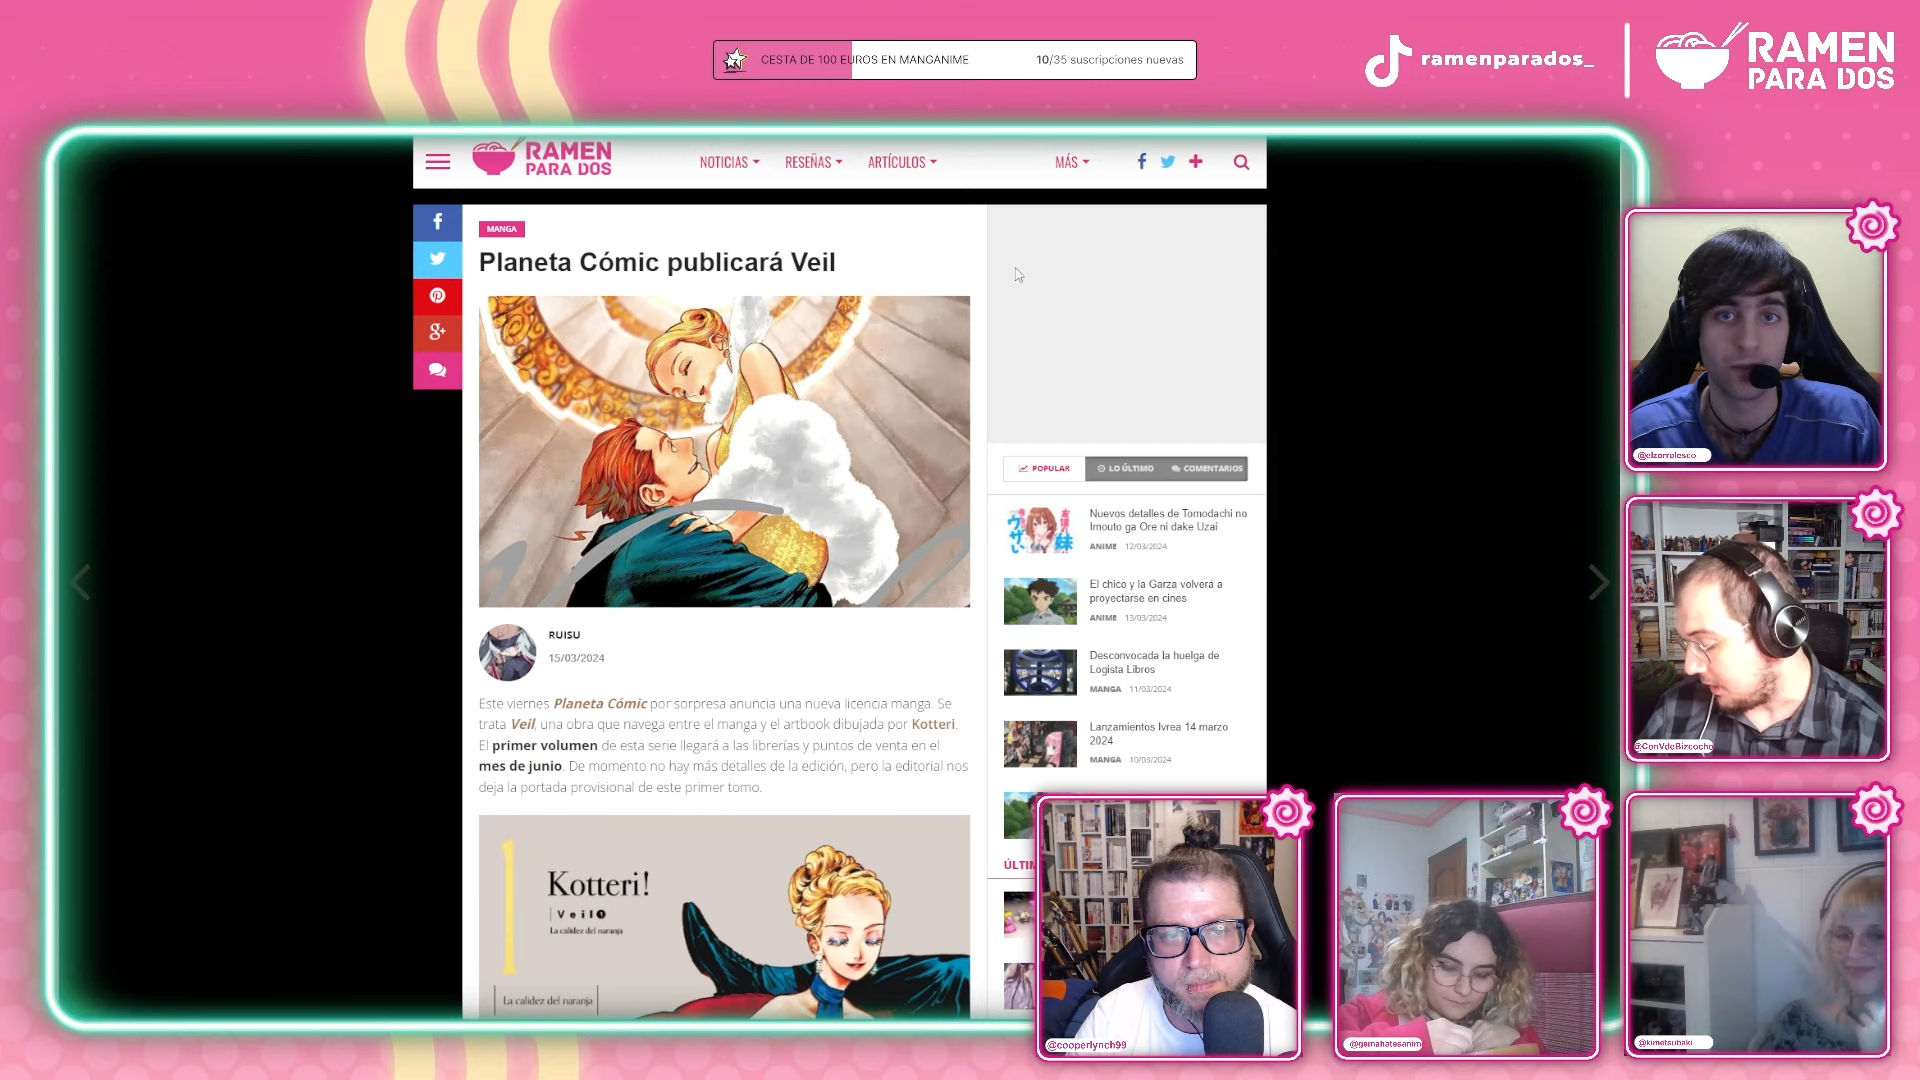 CESTA DE 100 EUROS EN MANGANIME 10/35 suscripciones nuevas
ramenparados_
RAMEN
PARA DOS
RAMEN
PARA DOS
NOTICIAS
RESEÑAS
ARTÍCULOS
MÁS
MANGA
Planeta Cómic publicará Veil
RUISU
15/03/2024
Este viernes Planeta Cómic por sorpresa anuncia una nueva licencia manga. Se
trata Veil, una obra que navega entre el manga y el artbook dibujada por Kotteri.
El primer volumen de esta serie llegará a las librerías y puntos de venta en el
mes de junio. De momento no hay más detalles de la edición, pero la editorial nos
deja la portada provisional de este primer tomo.
1
Kotteri!
Veil1
La calidez del naranja
La calidez del naranja
POPULAR
LO ÚLTIMO
COMENTARIOS
Nuevos detalles de Tomodachi no
Imouto ga Ore ni dake Uzai
ANIME 12/03/2024
El chico y la Garza volverá a
proyectarse en cines
ANIME 13/03/2024
Desconvocada la huelga de
Logista Libros
MANGA 11/03/2024
Lanzamientos Ivrea 14 marzo
2024
MANGA 10/03/2024
@elzorrolesco
@ConVdeBizcocho
@cooperlynch99
@gemahatesanim
@kimetsubaki